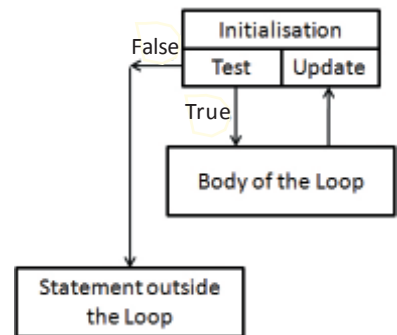 Initialisation
False
Test
Update
True
Body of the Loop
Statement outside
the Loop